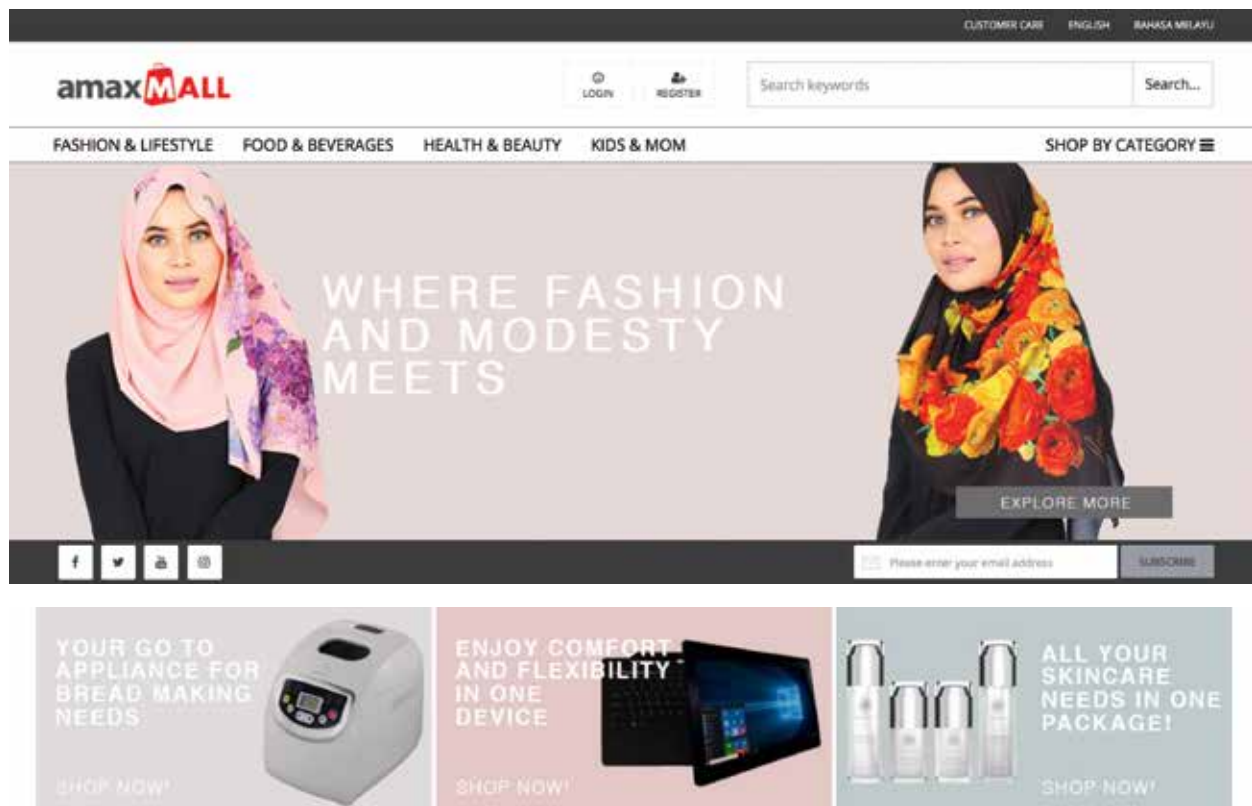 CUSTOMER CARE ENGLISH BAHASA MELAYU
amaxMALL
LOGIN REGISTER
Search keywords Search...
FASHION & LIFESTYLE FOOD & BEVERAGES HEALTH & BEAUTY KIDS & MOM SHOP BY CATEGORY
WHERE FASHION
AND MODESTY
MEETS
EXPLORE MORE
Please enter your email address SUBSCRIBE
YOUR GO TO
APPLIANCE FOR
BREAD MAKING
NEEDS
SHOP NOW!
ENJOY COMFORT
AND FLEXIBILITY
IN ONE
DEVICE
SHOP NOW!
ALL YOUR
SKINCARE
NEEDS IN ONE
PACKAGE!
SHOP NOW!